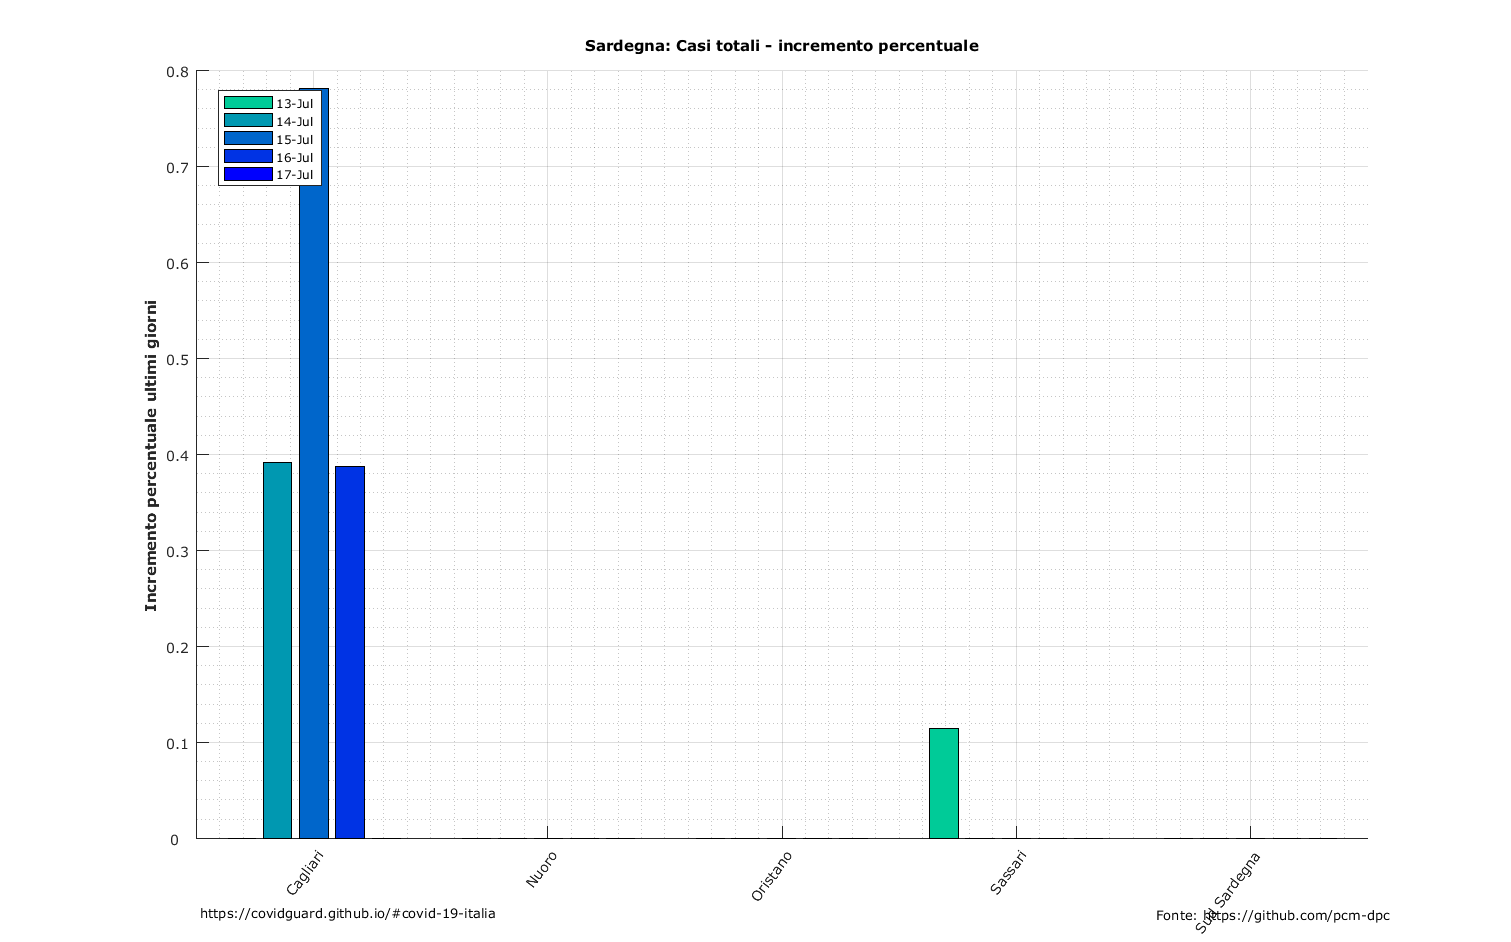 Sardegna: Casi totali - incremento percentuale
Incremento percentuale ultimi giorni
0.8
0.7
0.6
0.5
0.4
0.3
0.2
0.1
0
13-Jul
14-Jul
15-Jul
16-Jul
17-Jul
Cagliari
Nuoro
Oristano
Sassari
Sud Sardegna
https://covidguard.github.io/#covid-19-italia
Fonte: https://github.com/pcm-dpc